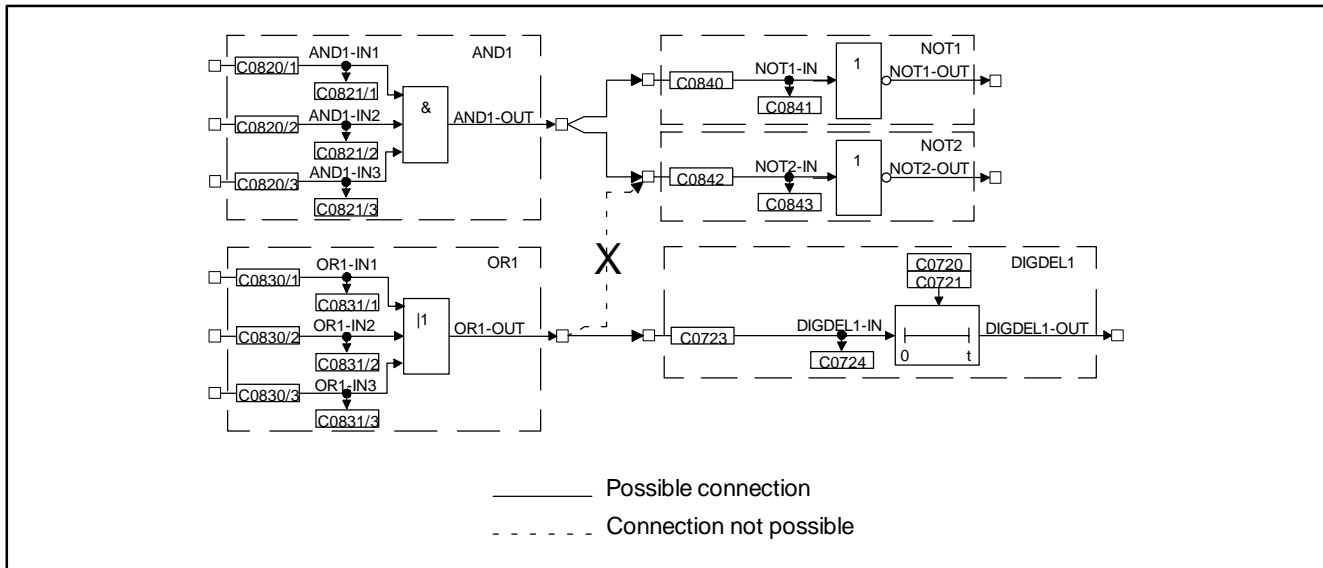 AND1-IN1
AND1
C0820/1
C0821/1
AND1-IN2
C0820/2
C0821/2
AND1-IN3
C0820/3
C0821/3
&
AND1-OUT
NOT1
C0840
NOT1-IN
C0841
1
NOT1-OUT
NOT2
C0842
NOT2-IN
C0843
1
NOT2-OUT
OR1-IN1
OR1
C0830/1
C0831/1
OR1-IN2
C0830/2
C0831/2
OR1-IN3
C0830/3
C0831/3
|1
OR1-OUT
X
C0720
C0721
DIGDEL1
C0723
DIGDEL1-IN
C0724
0 t
DIGDEL1-OUT
Possible connection
Connection not possible